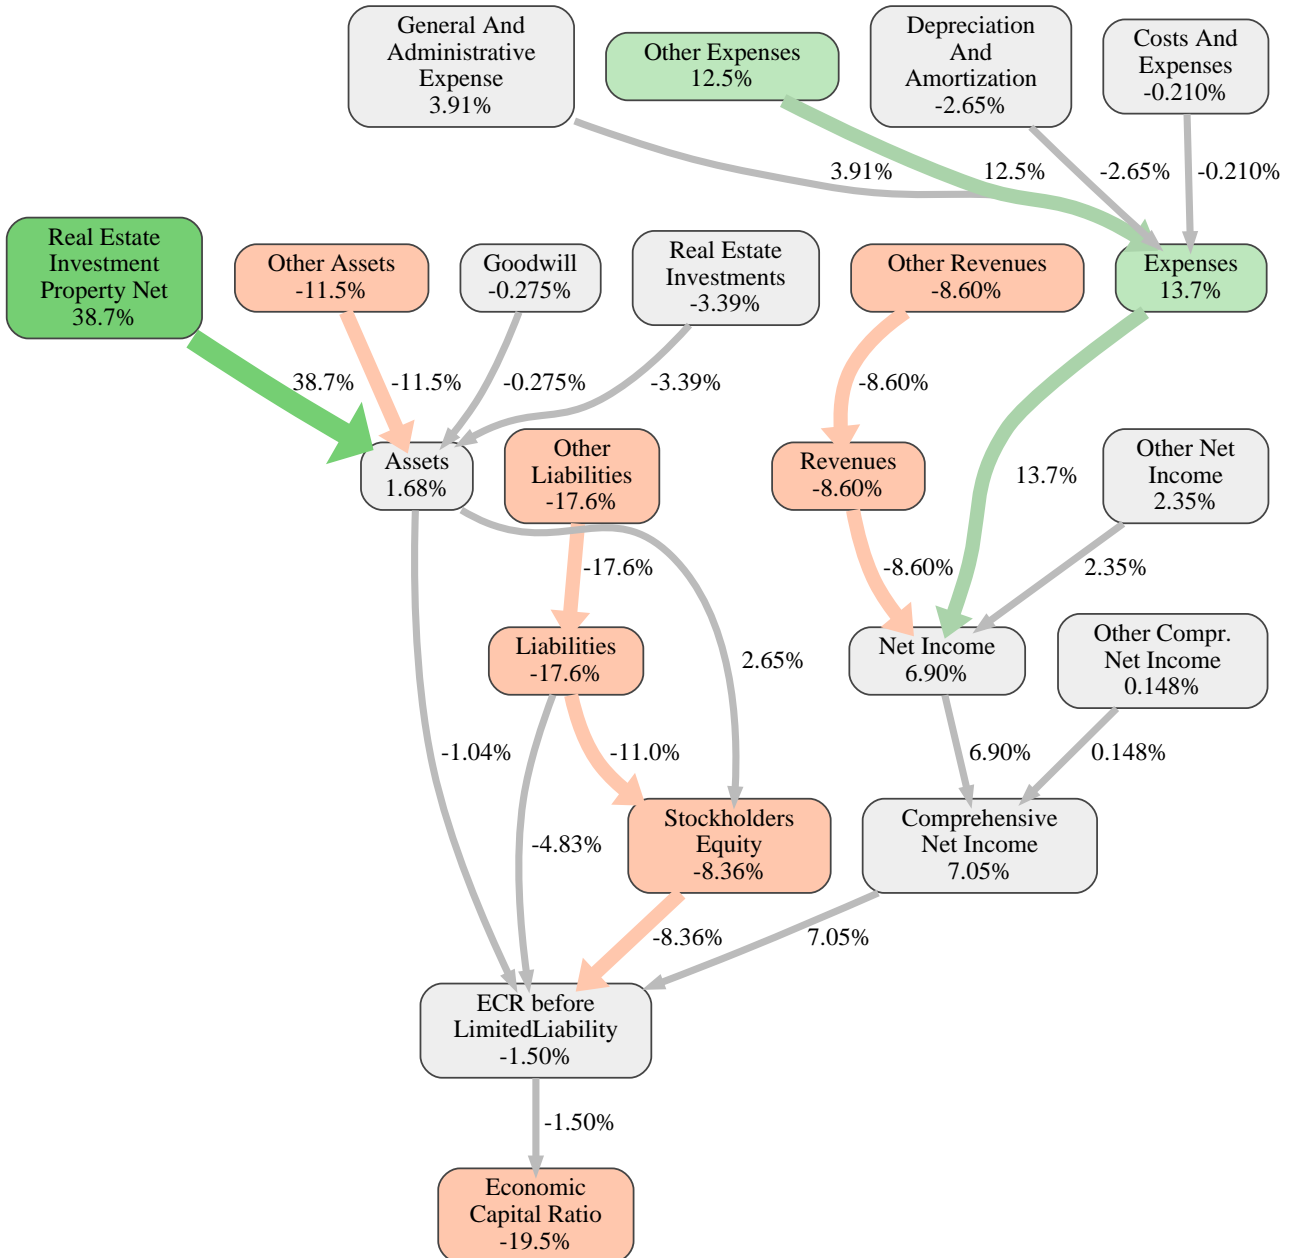 General And
Administrative
Expense
3.91%
Other Expenses
12.5%
Depreciation
And
Amortization
-2.65%
Costs And
Expenses
-0.210%
3.91%
12.5%
-2.65%
-0.210%
Real Estate
Investment
Property Net
38.7%
Other Assets
-11.5%
Goodwill
-0.275%
Real Estate
Investments
-3.39%
Other Revenues
-8.60%
Expenses
13.7%
38.7%
-11.5%
-0.275%
-3.39%
-8.60%
13.7%
Assets
1.68%
Other
Liabilities
-17.6%
Revenues
-8.60%
Other Net
Income
2.35%
-17.6%
-8.60%
2.35%
Liabilities
-17.6%
2.65%
Net Income
6.90%
Other Compr.
Net Income
0.148%
-1.04%
-11.0%
6.90%
0.148%
-4.83%
Stockholders
Equity
-8.36%
Comprehensive
Net Income
7.05%
-8.36%
7.05%
ECR before
LimitedLiability
-1.50%
-1.50%
Economic
Capital Ratio
-19.5%